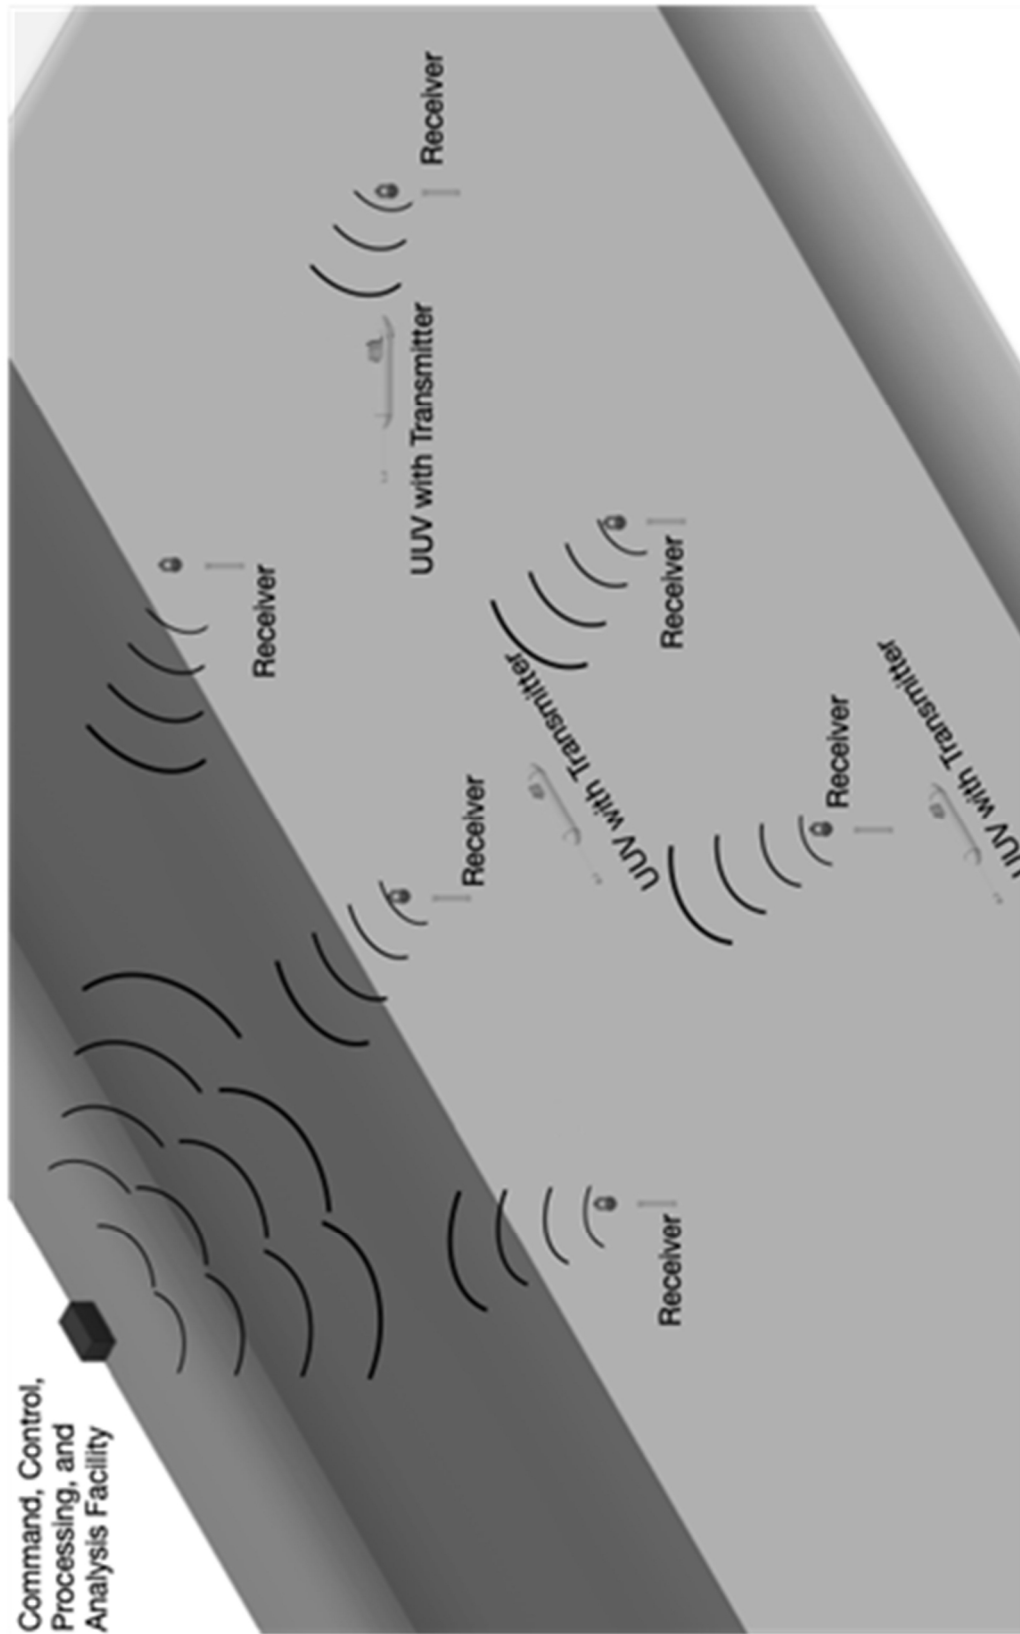 Command, Control,
Processing, and
Analysis Facility
Receiver
UUV with Transmitter
Receiver
Receiver
UUV with Transmitter
Receiver
Receiver
Receiver
UUV with Transmitter